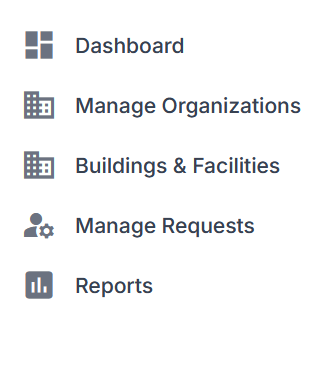 Dashboard
Manage Organizations
Buildings & Facilities
Manage Requests
Reports